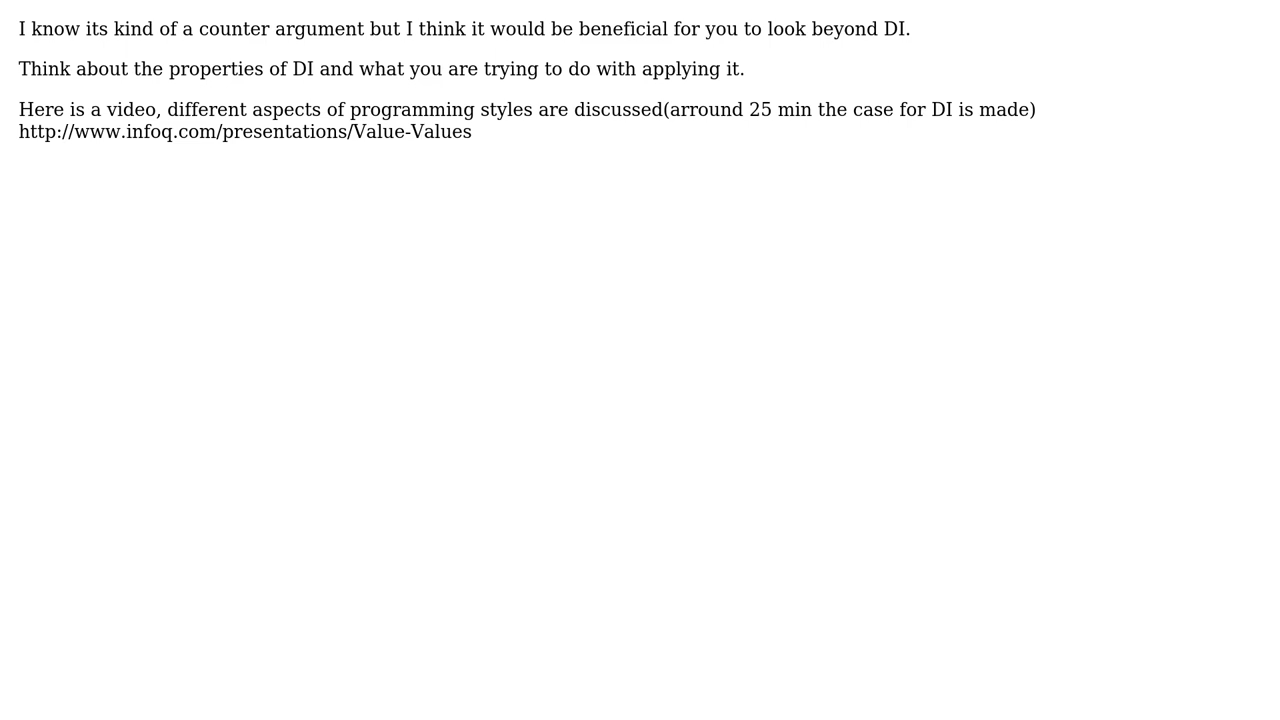 I know its kind of a counter argument but I think it would be beneficial for you to look beyond DI.
Think about the properties of DI and what you are trying to do with applying it.
Here is a video, different aspects of programming styles are discussed(arround 25 min the case for DI is made)
http://www.infoq.com/presentations/Value-Values